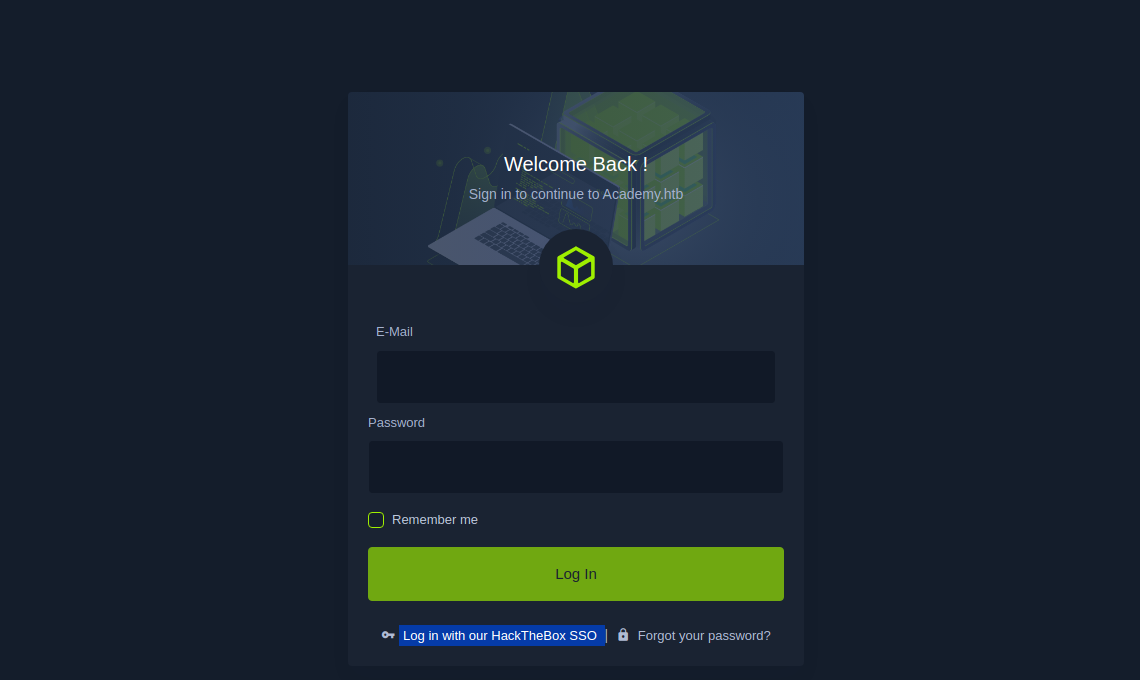 Welcome Back !
Sign in to continue to Academy.htb
E-Mail
Password
Remember me
Log In
Log in with our HackTheBox SSO | Forgot your password?